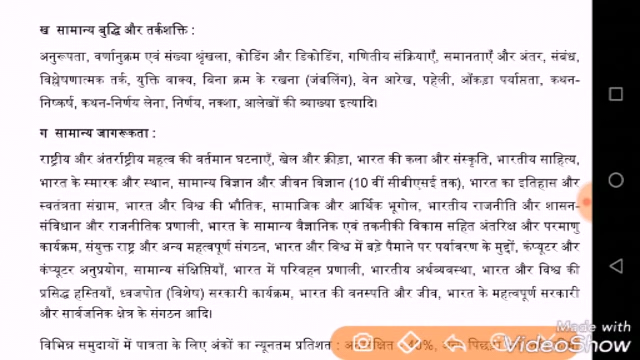 ख सामान्य बुद्धि और तर्कशक्ति :
अनुरूपता, वर्णानुक्रम एवं संख्या श्रृंखला, कोडिंग और डिकोडिंग, गणितीय संक्रियाएँ, समानताएँ और अंतर, संबंध,
विश्लेषणात्मक तर्क, युक्ति वाक्य, बिना क्रम के रखना (जंबलिंग), वेन आरेख, पहेली, आँकड़ा पर्याप्तता, कथन-
निष्कर्ष, कथन-निर्णय लेना, निर्णय, नक्शा, आलेखों की व्याख्या इत्यादि।
ग सामान्य जागरूकता :
राष्ट्रीय और अंतर्राष्ट्रीय महत्व की वर्तमान घटनाएँ, खेल और क्रीड़ा, भारत की कला और संस्कृति, भारतीय साहित्य,
भारत के स्मारक और स्थान, सामान्य विज्ञान और जीवन विज्ञान (10 वीं सीबीएसई तक), भारत का इतिहास और
स्वतंत्रता संग्राम, भारत और विश्व की भौतिक, सामाजिक और आर्थिक भूगोल, भारतीय राजनीति और शासन-
संविधान और राजनीतिक प्रणाली, भारत के सामान्य वैज्ञानिक एवं तकनीकी विकास सहित अंतरिक्ष और परमाणु
कार्यक्रम, संयुक्त राष्ट्र और अन्य महत्वपूर्ण संगठन, भारत और विश्व में बड़े पैमाने पर पर्यावरण के मुद्दों, कंप्यूटर और
कंप्यूटर अनुप्रयोग, सामान्य संक्षिप्तियाँ, भारत में परिवहन प्रणाली, भारतीय अर्थव्यवस्था, भारत और विश्व की
प्रसिद्ध हस्तियाँ, ध्वजपोत (विशेष) सरकारी कार्यक्रम, भारत की वनस्पति और जीव, भारत के महत्वपूर्ण सरकारी
और सार्वजनिक क्षेत्र के संगठन आदि।
विभिन्न समुदायों में पात्रता के लिए अंकों का न्यूनतम प्रतिशत :
Made with
VideoShow